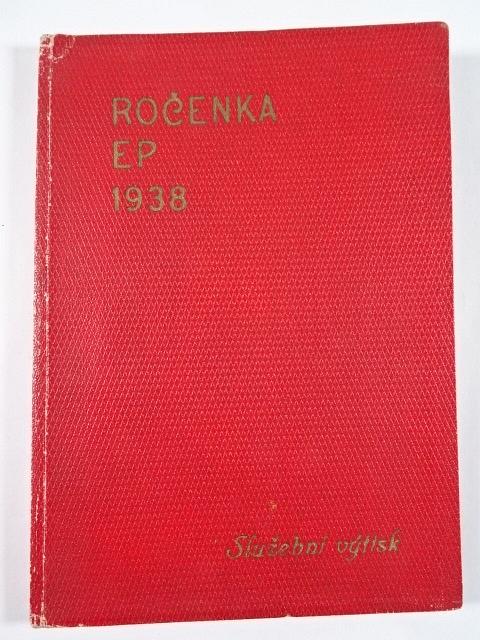 ROČENKA
EP
1938
Služební výtisk